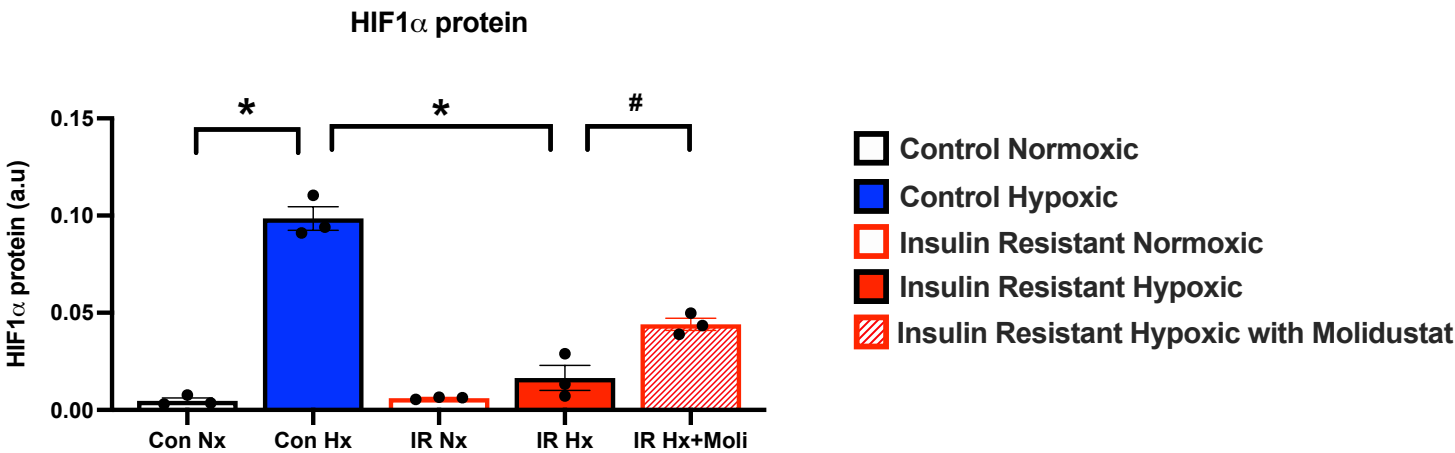 HIF1α protein
*
*
#
HIF1α protein (a.u)
0.15
0.10
0.05
0.00
Con Nx
Con Hx
IR Nx
IR Hx
IR Hx+Moli
Control Normoxic
Control Hypoxic
Insulin Resistant Normoxic
Insulin Resistant Hypoxic
Insulin Resistant Hypoxic with Molidustat